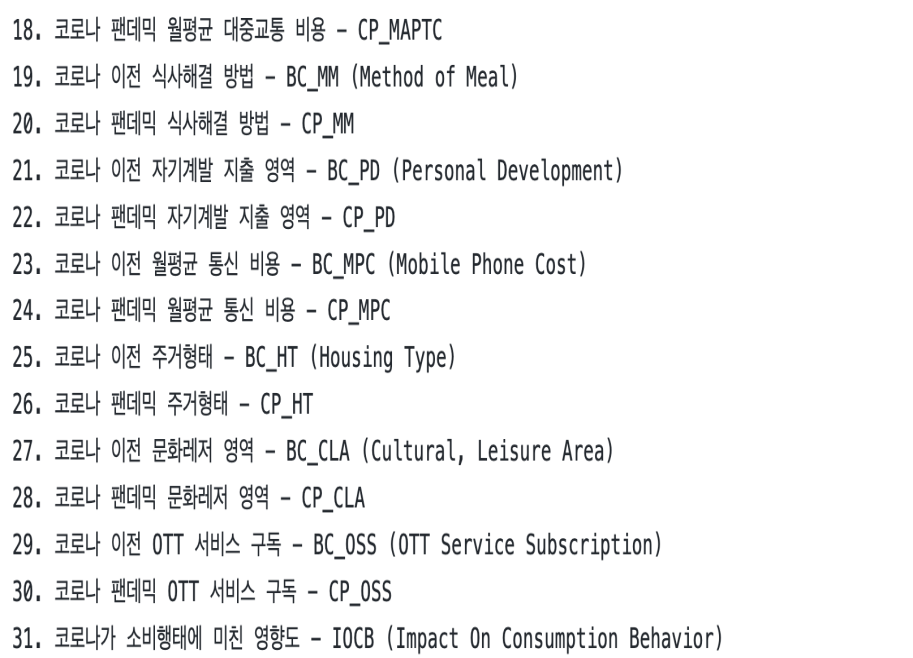 18. 코로나 팬데믹 월평균 대중교통 비용 – CP_MAPTC
19. 코로나 이전 식사해결 방법 – BC_MM (Method of Meal)
20. 코로나 팬데믹 식사해결 방법 – CP_MM
21. 코로나 이전 자기계발 지출 영역 – BC_PD (Personal Development)
22. 코로나 팬데믹 자기계발 지출 영역 – CP_PD
23. 코로나 이전 월평균 통신 비용 – BC_MPC (Mobile Phone Cost)
24. 코로나 팬데믹 월평균 통신 비용 – CP_MPC
25. 코로나 이전 주거형태 – BC_HT (Housing Type)
26. 코로나 팬데믹 주거형태 – CP_HT
27. 코로나 이전 문화레저 영역 – BC_CLA (Cultural, Leisure Area)
28. 코로나 팬데믹 문화레저 영역 – CP_CLA
29. 코로나 이전 OTT 서비스 구독 – BC_OSS (OTT Service Subscription)
30. 코로나 팬데믹 OTT 서비스 구독 – CP_OSS
31. 코로나가 소비행태에 미친 영향도 – IOCB (Impact On Consumption Behavior)